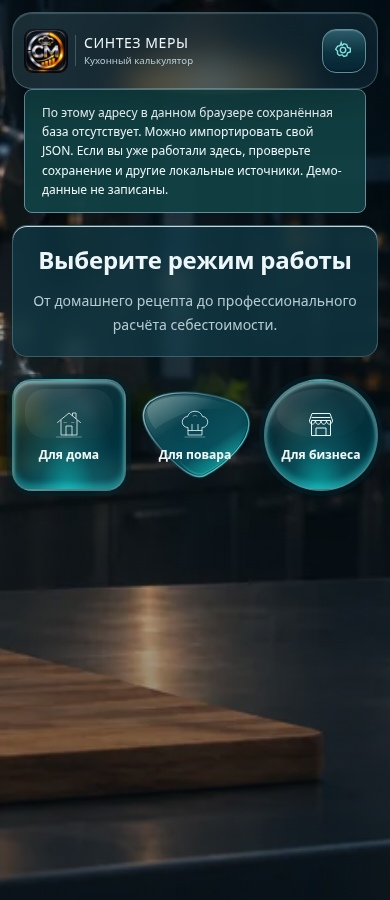 CM
СИНТЕЗ МЕРЫ
Кухонный калькулятор
По этому адресу в данном браузере сохранённая
база отсутствует. Можно импортировать свой
JSON. Если вы уже работали здесь, проверьте
сохранение и другие локальные источники. Демо-
данные не записаны.
Выберите режим работы
От домашнего рецепта до профессионального
расчёта себестоимости.
Для дома
Для повара
Для бизнеса